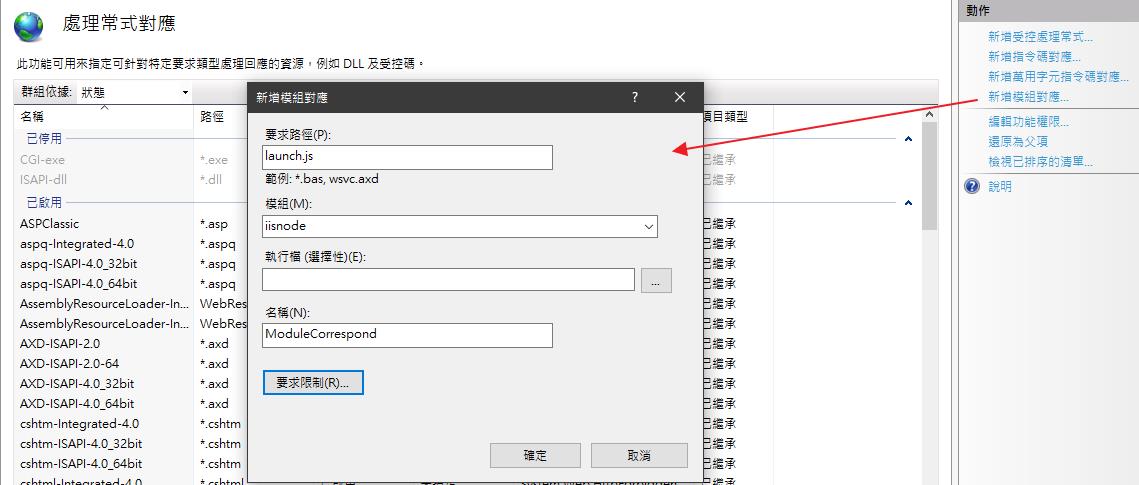 處理常式對應
此功能可用來指定可針對特定要求類型處理回應的資源，例如 DLL 及受控碼。
群組依據: 狀態
名稱 路徑 項目類型
已停用
CGI-exe *.exe 已繼承
ISAPI-dll *.dll 已繼承
已啟用
ASPClassic *.asp 已繼承
aspq-Integrated-4.0 *.aspq 已繼承
aspq-ISAPI-4.0_32bit *.aspq 已繼承
aspq-ISAPI-4.0_64bit *.aspq 已繼承
AssemblyResourceLoader-In... WebRes 已繼承
AssemblyResourceLoader-In... WebRes 已繼承
AXD-ISAPI-2.0 *.axd 已繼承
AXD-ISAPI-2.0-64 *.axd 已繼承
AXD-ISAPI-4.0_32bit *.axd 已繼承
AXD-ISAPI-4.0_64bit *.axd 已繼承
cshtm-Integrated-4.0 *.cshtm 已繼承
cshtm-ISAPI-4.0_32bit *.cshtm 已繼承
cshtm-ISAPI-4.0_64bit *.cshtm 已繼承
新增模組對應 ?
要求路徑(P):
launch.js
範例: *.bas, wsvc.axd
模組(M):
iisnode
執行檔 (選擇性)(E):
...
名稱(N):
ModuleCorrespond
要求限制(R)...
確定 取消
動作
新增受控處理常式...
新增指令碼對應...
新增萬用字元指令碼對應...
新增模組對應...
編輯功能權限...
還原為父項
檢視已排序的清單...
說明